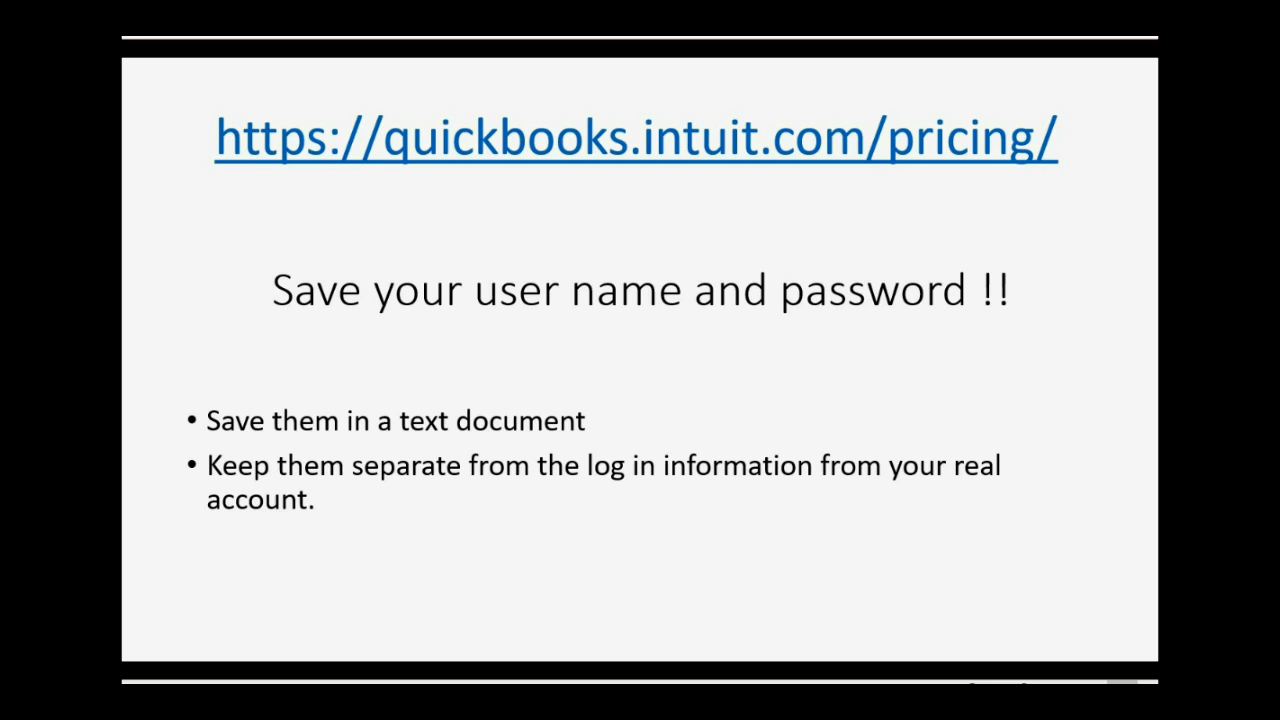 https://quickbooks.intuit.com/pricing/
Save your user name and password !!
• Save them in a text document
• Keep them separate from the log in information from your real
account.